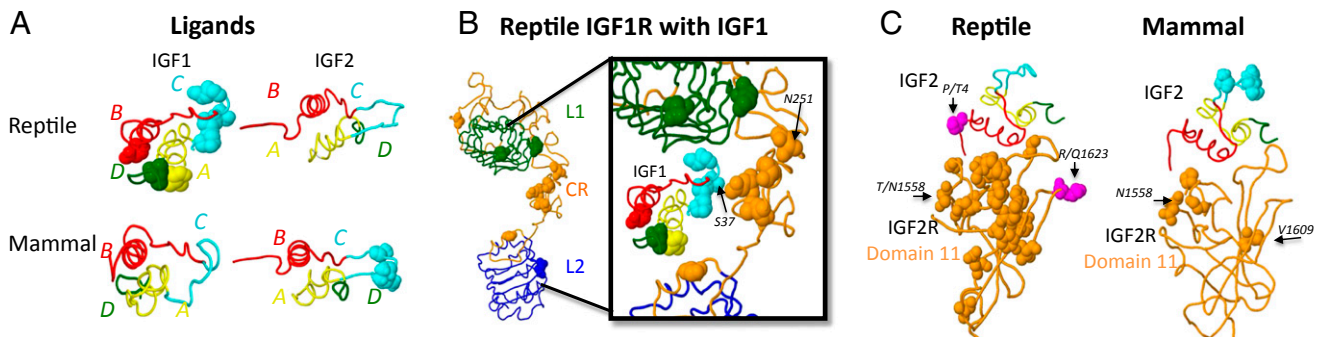 A
Ligands
IGF1
IGF2
Reptile
B
C
D
A
B
C
A
D
Mammal
B
C
D
A
B
C
A
D
B
Reptile IGF1R with IGF1
L1
CR
L2
N251
IGF1
S37
C
Reptile
Mammal
IGF2
P/T4
R/Q1623
T/N1558
IGF2R
Domain 11
IGF2
N1558
V1609
IGF2R
Domain 11